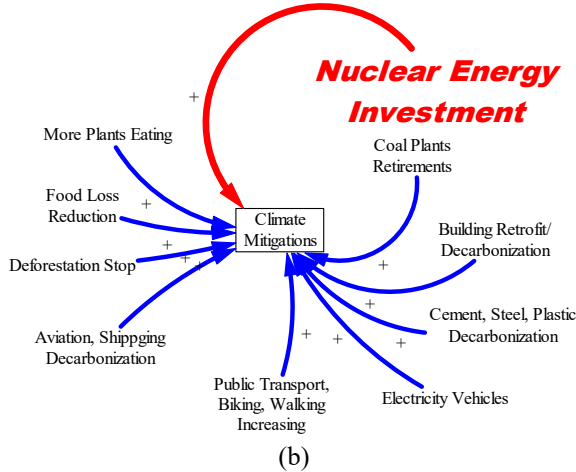 Nuclear Energy
Investment
+
More Plants Eating
Coal Plants
Retirements
Food Loss
Reduction
+
Climate
Mitigations
Building Retrofit/
Decarbonization
+
+
+
Deforestation Stop
+
Aviation, Shippging
Decarbonization
+
Cement, Steel, Plastic
Decarbonization
+
+
+
Public Transport,
Biking, Walking
Increasing
Electricity Vehicles
(b)